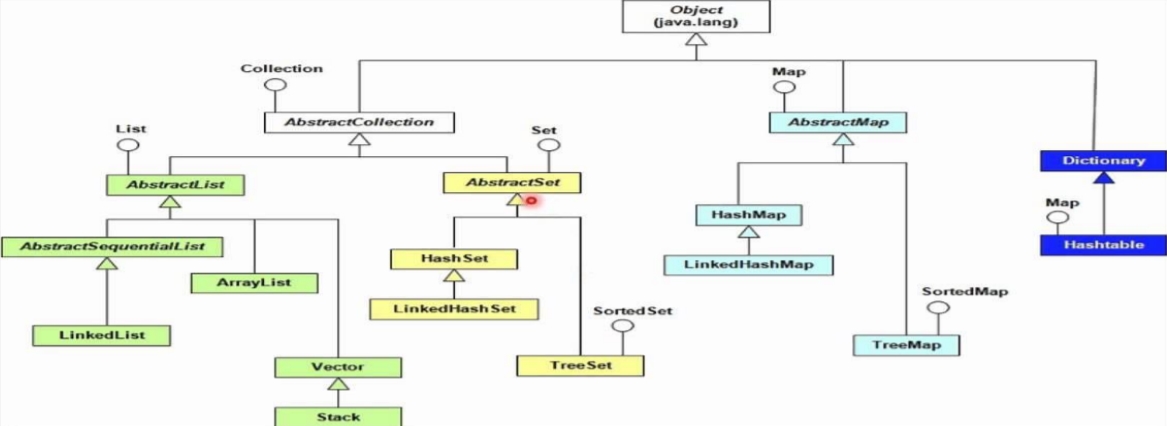 Object
(java.lang)
Collection
Map
AbstractCollection
AbstractMap
List
Set
Dictionary
AbstractList
AbstractSet
Map
HashMap
Hashtable
AbstractSequentialList
HashSet
LinkedHashMap
ArrayList
SortedMap
LinkedHashSet
SortedSet
LinkedList
TreeMap
Vector
TreeSet
Stack